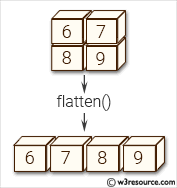 6 7
8 9
flatten()
6 7 8 9
© w3resource.com